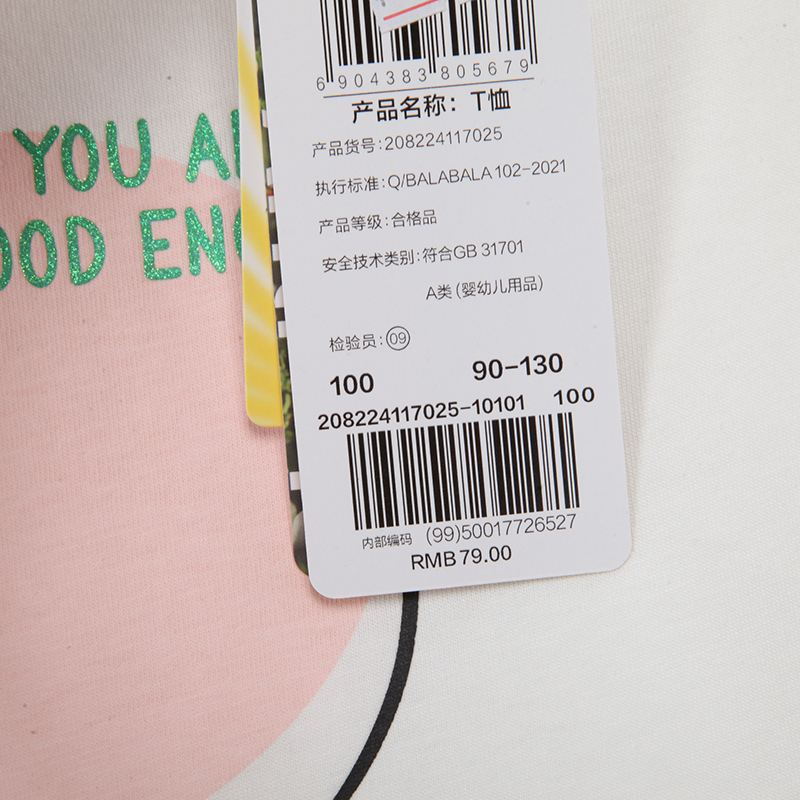 YOU
OOD
6 904383 805679
产品名称：T恤
产品货号：208224117025
执行标准：Q/BALABALA 102-2021
产品等级：合格品
安全技术类别：符合GB 31701
A类 (婴幼儿用品)
检验员：09
100 90-130
208224117025-10101 100
内部编码 (99)50017726527
RMB 79.00